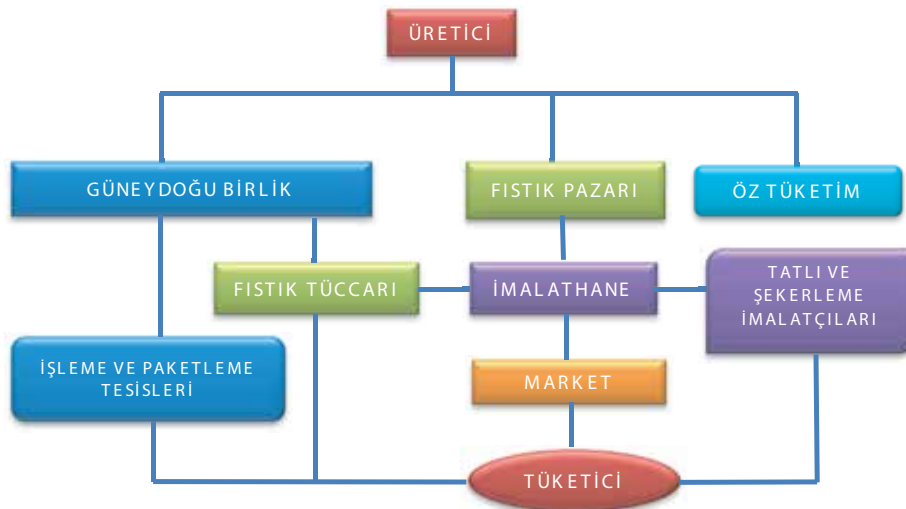 ÜRETİCİ
GÜNEYDOĞU BİRLİK
FISTIK PAZARI
ÖZ TÜKETİM
FISTIK TÜCCARI
İMALATHANE
TATLI VE
ŞEKERLEME
İMALATÇILARI
İŞLEME VE PAKETLEME
TESİSLERİ
MARKET
TÜKETİCİ